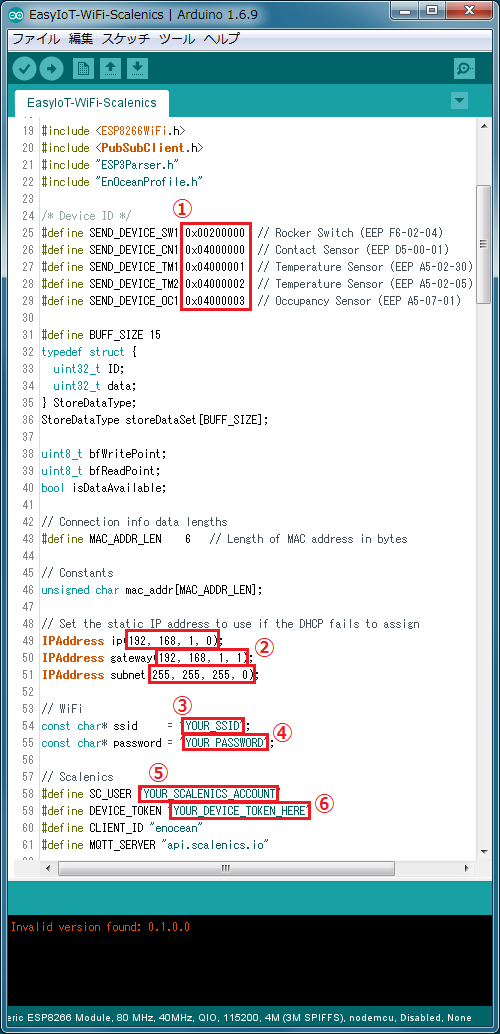 EasyIoT-WiFi-Scalenics | Arduino 1.6.9
ファイル 編集 スケッチ ツール ヘルプ
EasyIoT-WiFi-Scalenics
19 #include <ESP8266WiFi.h>
20 #include <PubSubClient.h>
21 #include "ESP3Parser.h"
22 #include "EnOceanProfile.h"
23
24 /* Device ID */ ①
25 #define SEND_DEVICE_SW1 0x00200000 // Rocker Switch (EEP F6-02-04)
26 #define SEND_DEVICE_CN1 0x04000000 // Contact Sensor (EEP D5-00-01)
27 #define SEND_DEVICE_TM1 0x04000001 // Temperature Sensor (EEP A5-02-30)
28 #define SEND_DEVICE_TM2 0x04000002 // Temperature Sensor (EEP A5-02-05)
29 #define SEND_DEVICE_OC1 0x04000003 // Occupancy Sensor (EEP A5-07-01)
30
31 #define BUFF_SIZE 15
32 typedef struct {
33 uint32_t ID;
34 uint32_t data;
35 } StoreDataType;
36 StoreDataType storeDataSet[BUFF_SIZE];
37
38 uint8_t bfWritePoint;
39 uint8_t bfReadPoint;
40 bool isDataAvailable;
41
42 // Connection info data lengths
43 #define MAC_ADDR_LEN 6 // Length of MAC address in bytes
44
45 // Constants
46 unsigned char mac_addr[MAC_ADDR_LEN];
47
48 // Set the static IP address to use if the DHCP fails to assign
49 IPAddress ip(192, 168, 1, 0); ②
50 IPAddress gateway(192, 168, 1, 1);
51 IPAddress subnet(255, 255, 255, 0);
52
53 // WiFi ③
54 const char* ssid = "YOUR_SSID";
55 const char* password = "YOUR_PASSWORD"; ④
56
57 // Scalenics ⑤
58 #define SC_USER "YOUR_SCALENICS_ACCOUNT"
59 #define DEVICE_TOKEN "YOUR_DEVICE_TOKEN_HERE" ⑥
60 #define CLIENT_ID "enocean"
61 #define MQTT_SERVER "api.scalenics.io"
Invalid version found: 0.1.0.0
eric ESP8266 Module, 80 MHz, 40MHz, QIO, 115200, 4M (3M SPIFFS), nodemcu, Disabled, None